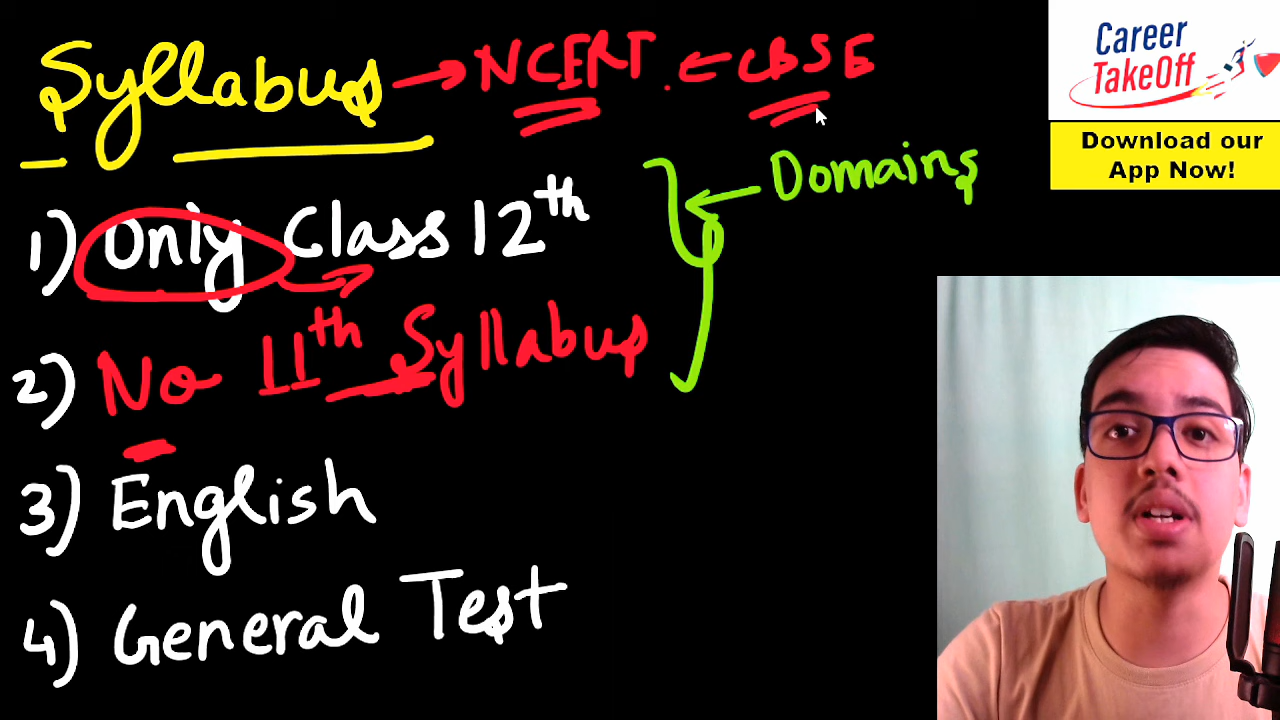 Syllabus → NCERT . ← CBSE
Career
TakeOff
Download our
App Now!
Domains
1) Only Class 12th
2) No 11th Syllabus
3) English
4) General Test